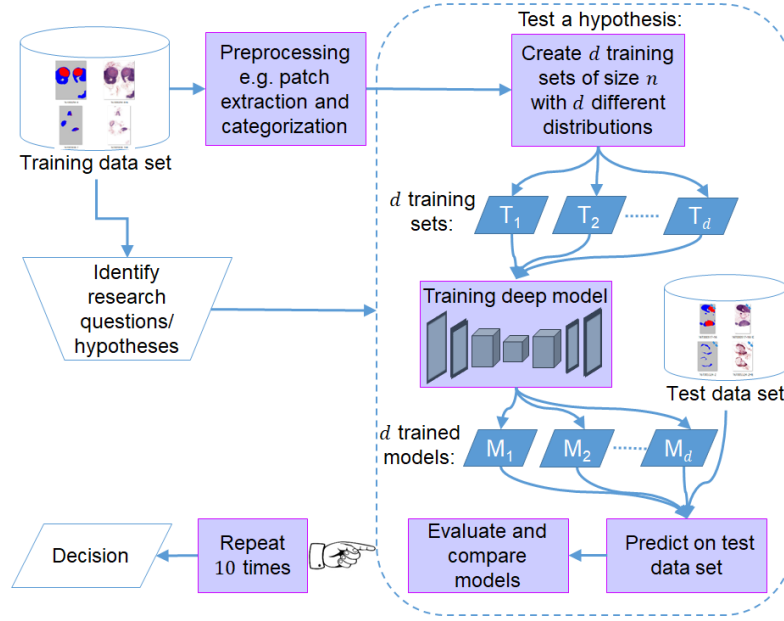 Test a hypothesis:
Preprocessing
e.g. patch
extraction and
categorization
Create d training
sets of size n
with d different
distributions
Training data set
d training
sets:
T1
T2
Td
Identify
research
questions/
hypotheses
Training deep model
Test data set
d trained
models:
M1
M2
Md
Decision
Repeat
10 times
Evaluate and
compare
models
Predict on test
data set